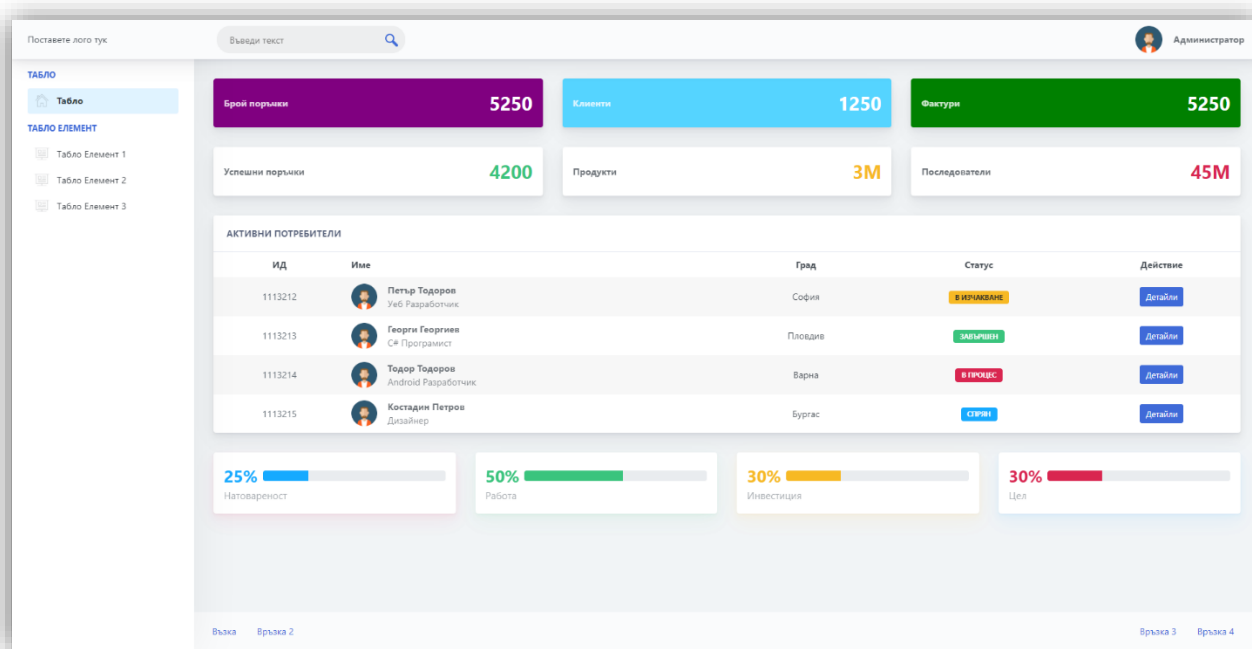 Поставете лого тук
Въведи текст
Администратор
ТАБЛО
Табло
ТАБЛО ЕЛЕМЕНТ
Табло Елемент 1
Табло Елемент 2
Табло Елемент 3
Брой поръчки 5250
Клиенти 1250
Фактури 5250
Успешни поръчки 4200
Продукти 3M
Последователи 45M
АКТИВНИ ПОТРЕБИТЕЛИ
ИД Име Град Статус Действие
1113212 Петър Тодоров София В ИЗЧАКВАНЕ Детайли
Уеб Разработчик
1113213 Георги Георгиев Пловдив ЗАВЪРШЕН Детайли
C# Програмист
1113214 Тодор Тодоров Варна В ПРОЦЕС Детайли
Android Разработчик
1113215 Костадин Петров Бургас СПРЯН Детайли
Дизайнер
25% 50% 30% 30%
Натовареност Работа Инвестиция Цел
Възка Връзка 2 Връзка 3 Връзка 4